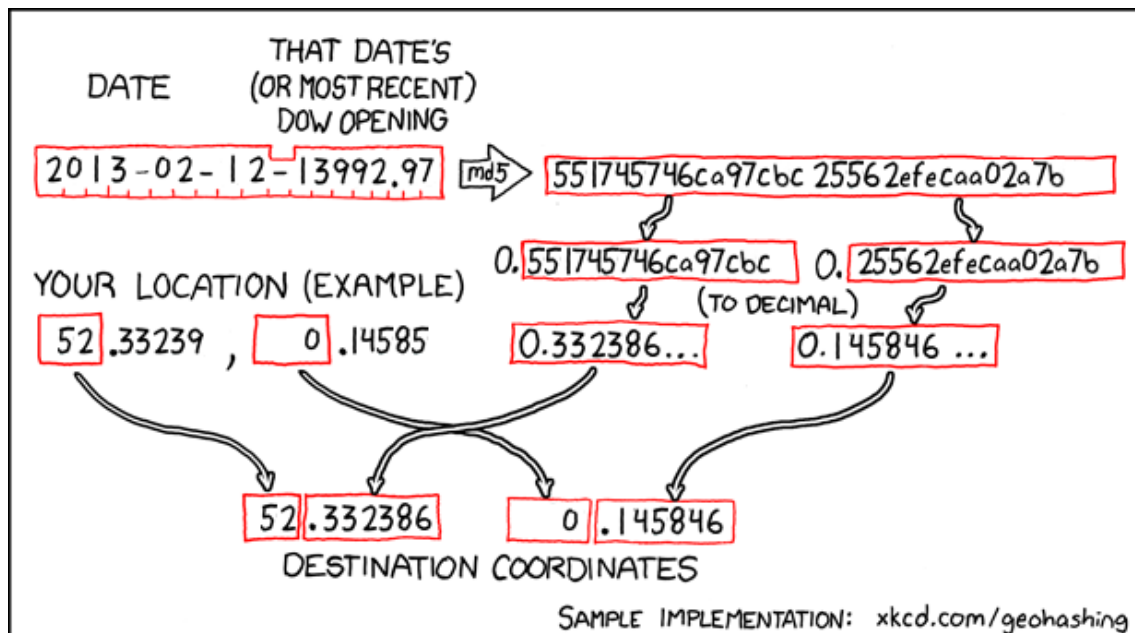 DATE
THAT DATE'S
(OR MOST RECENT)
DOW OPENING
2013-02-12-13992.97
md5
551745746ca97cbc25562efecaa02a7b
0.551745746ca97cbc
0.25562efecaa02a7b
(TO DECIMAL)
YOUR LOCATION (EXAMPLE)
52.33239, 0.14585
0.332386...
0.145846 ...
52.332386
0.145846
DESTINATION COORDINATES
SAMPLE IMPLEMENTATION: xkcd.com/geohashing